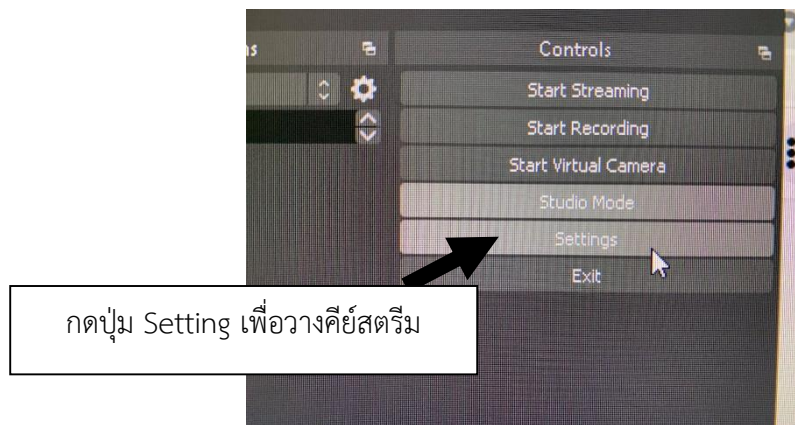 Controls
Start Streaming
Start Recording
Start Virtual Camera
Studio Mode
Settings
Exit
กดปุ่ม Setting เพื่อวางคีย์สตรีม